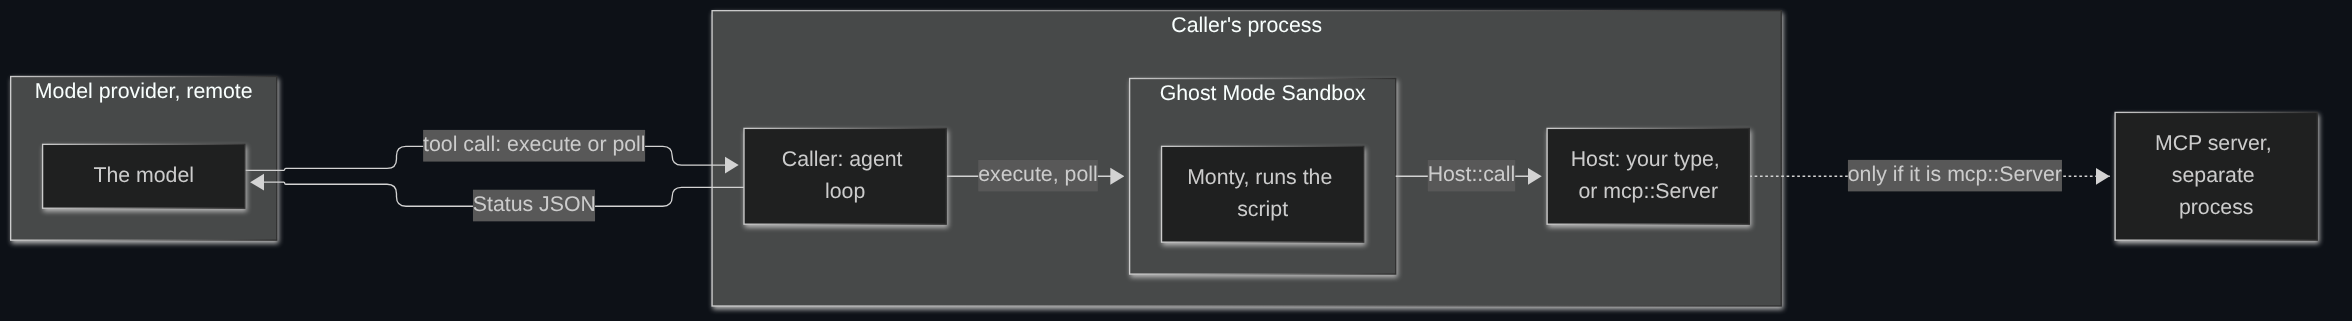 Caller's process
Model provider, remote
The model
tool call: execute or poll
Status JSON
Caller: agent
loop
execute, poll
Ghost Mode Sandbox
Monty, runs the
script
Host::call
Host: your type,
or mcp::Server
only if it is mcp::Server
MCP server,
separate
process